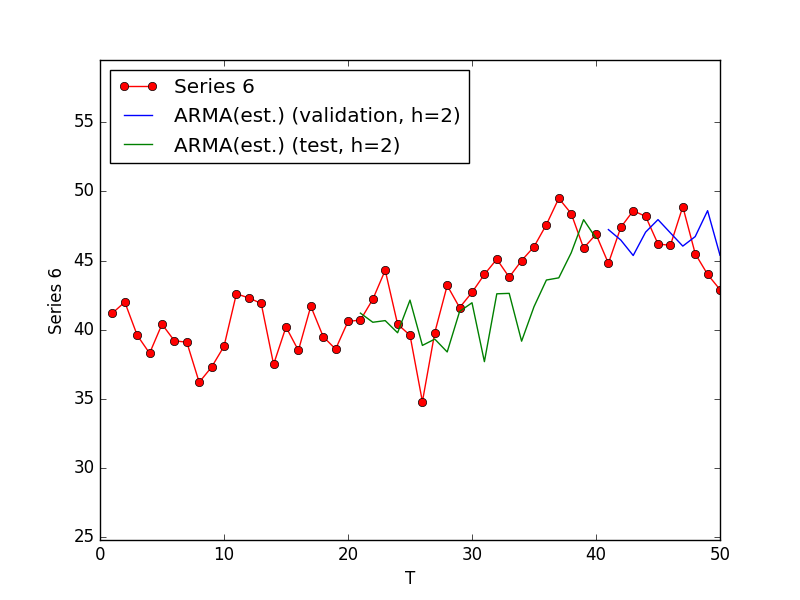 Series 6
ARMA(est.) (validation, h=2)
ARMA(est.) (test, h=2)
55
50
45
40
35
30
25
Series 6
0 10 20 30 40 50
T